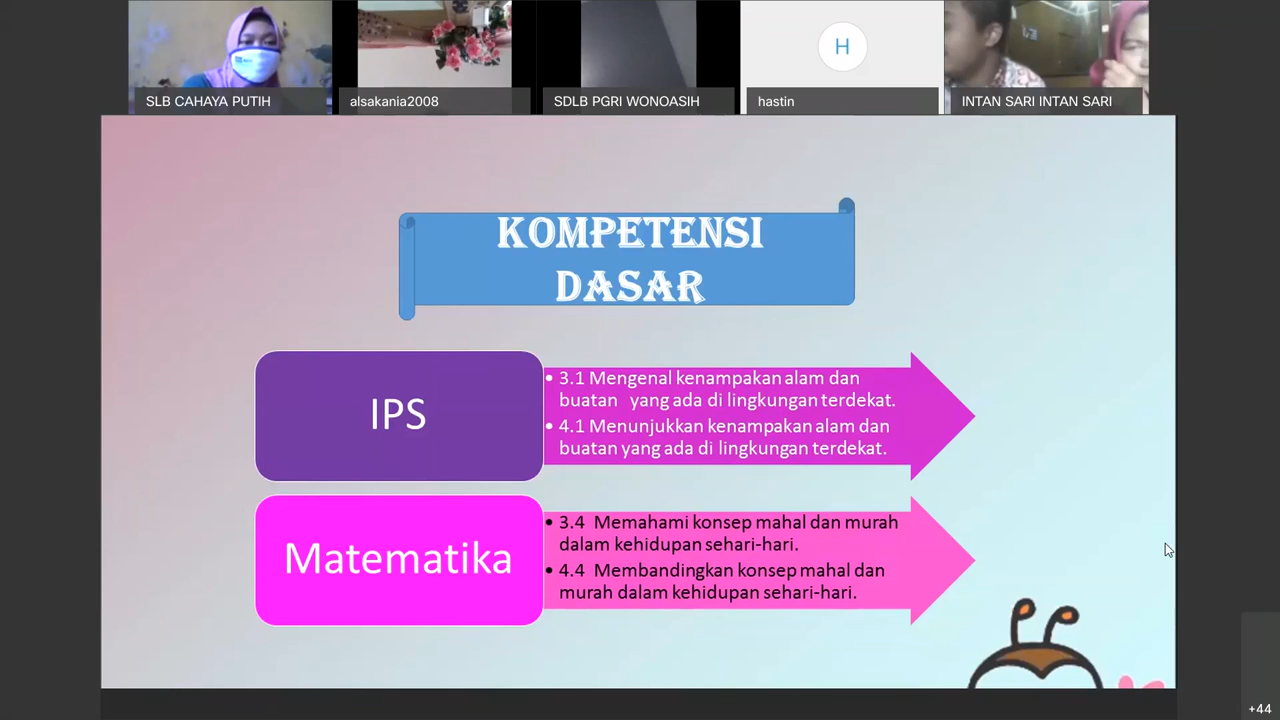 SLB CAHAYA PUTIH
alsakania2008
SDLB PGRI WONOASIH
H
hastin
INTAN SARI INTAN SARI
KOMPETENSI
DASAR
IPS
• 3.1 Mengenal kenampakan alam dan
buatan yang ada di lingkungan terdekat.
• 4.1 Menunjukkan kenampakan alam dan
buatan yang ada di lingkungan terdekat.
Matematika
• 3.4 Memahami konsep mahal dan murah
dalam kehidupan sehari-hari.
• 4.4 Membandingkan konsep mahal dan
murah dalam kehidupan sehari-hari.
+44